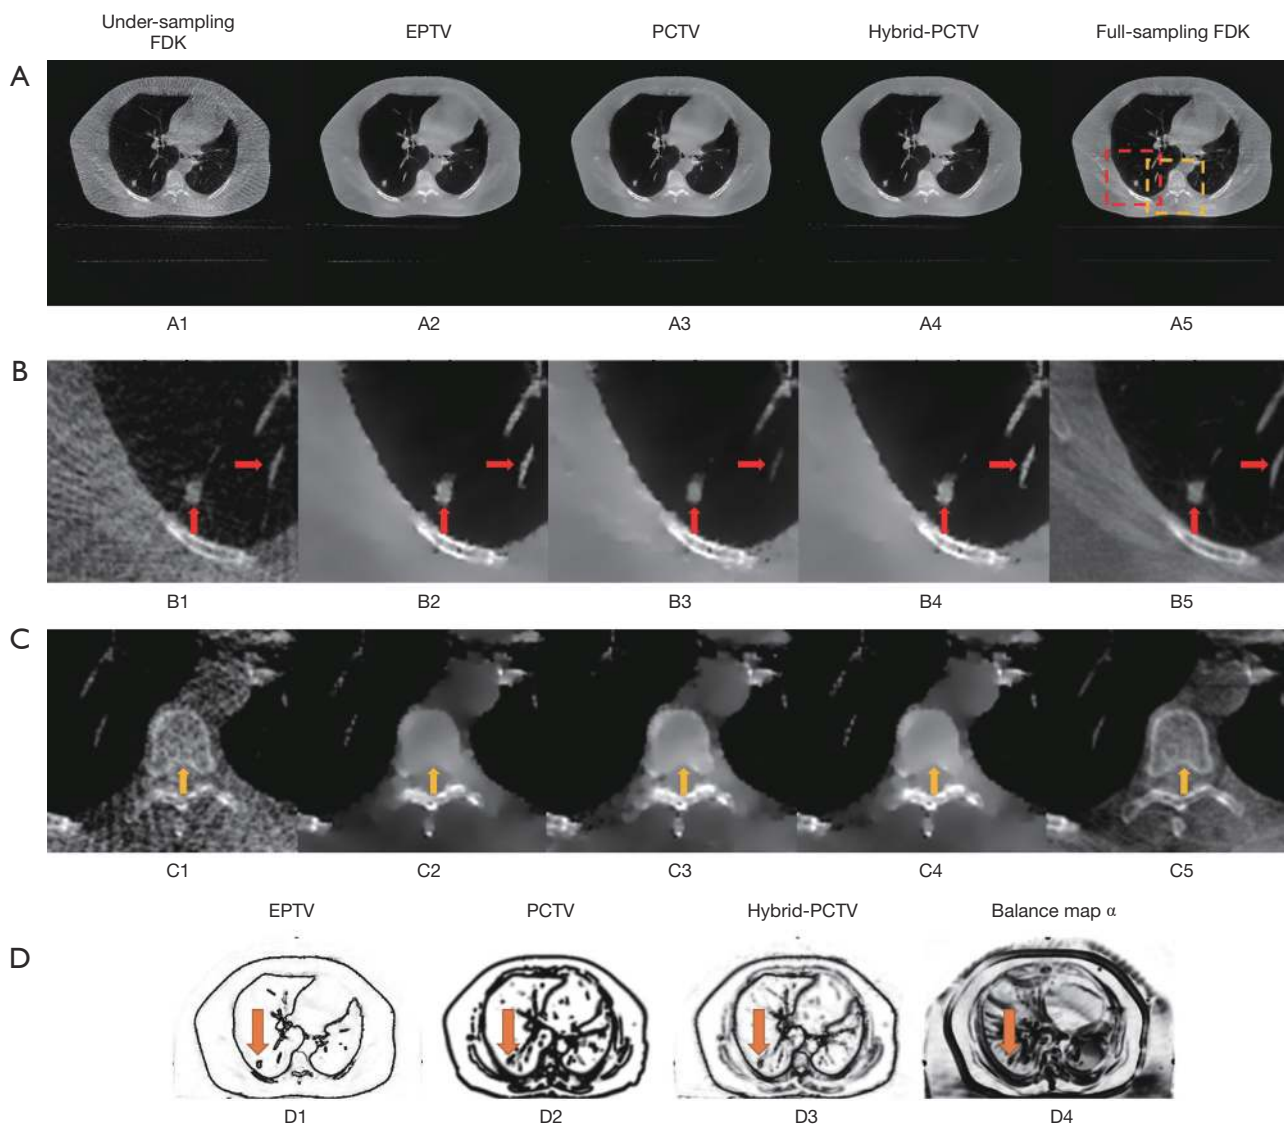 Under-sampling
FDK
EPTV
PCTV
Hybrid-PCTV
Full-sampling FDK
A
A1
A2
A3
A4
A5
B
B1
B2
B3
B4
B5
C
C1
C2
C3
C4
C5
EPTV
PCTV
Hybrid-PCTV
Balance map α
D
D1
D2
D3
D4